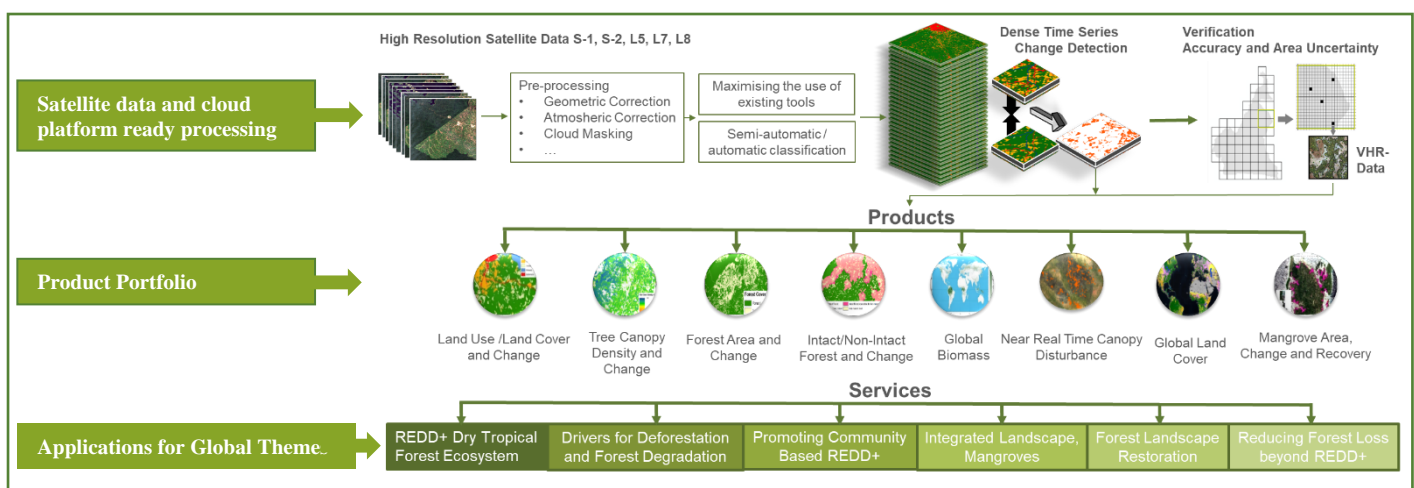 High Resolution Satellite Data S-1, S-2, L5, L7, L8
Dense Time Series
Change Detection
Verification
Accuracy and Area Uncertainty
Satellite data and cloud
platform ready processing
Pre-processing
• Geometric Correction
• Atmosheric Correction
• Cloud Masking
• …
Maximising the use of
existing tools
Semi-automatic /
automatic classification
VHR-
Data
Products
Product Portfolio
Land Use /Land Cover
and Change
Tree Canopy
Density and
Change
Forest Cover
Forest Area and
Change
Intact/Non-Intact
Forest and Change
Global
Biomass
Near Real Time Canopy
Disturbance
Global Land
Cover
Mangrove Area,
Change and Recovery
Services
Applications for Global Theme..
REDD+ Dry Tropical
Forest Ecosystem
Drivers for Deforestation
and Forest Degradation
Promoting Community
Based REDD+
Integrated Landscape,
Mangroves
Forest Landscape
Restoration
Reducing Forest Loss
beyond REDD+